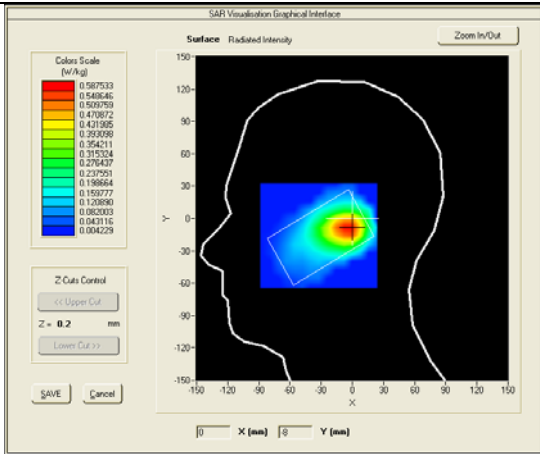 SAR Visualisation Graphical Interface
Surface Radiated Intensity
Zoom In/Out
Colors Scale
(W/kg)
0.587533
0.548646
0.509759
0.470872
0.431985
0.393098
0.354211
0.315324
0.276437
0.237551
0.198664
0.159777
0.120890
0.082003
0.043116
0.004229
Z Cuts Control
<< Upper Cut
Z = 0.2 mm
Lower Cut >>
SAVE Cancel
150-
120-
90-
60-
30-
0-
-30-
-60-
-90-
-120-
-150-
Y
-150 -120 -90 -60 -30 0 30 60 90 120 150
X
0 X (mm) -8 Y (mm)